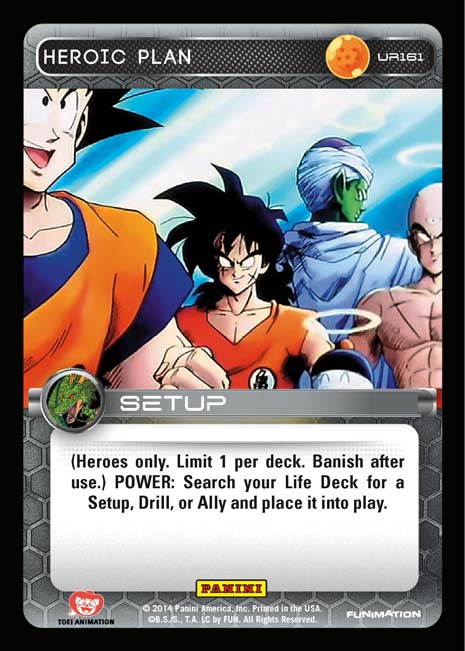 HEROIC PLAN
UR161
SETUP
(Heroes only. Limit 1 per deck. Banish after
use.) POWER: Search your Life Deck for a
Setup, Drill, or Ally and place it into play.
PANINI
TOEI ANIMATION
© 2014 Panini America, Inc. Printed in the USA.
©B.S./S., T.A. LC by FUN. All Rights Reserved.
FUNIMATION